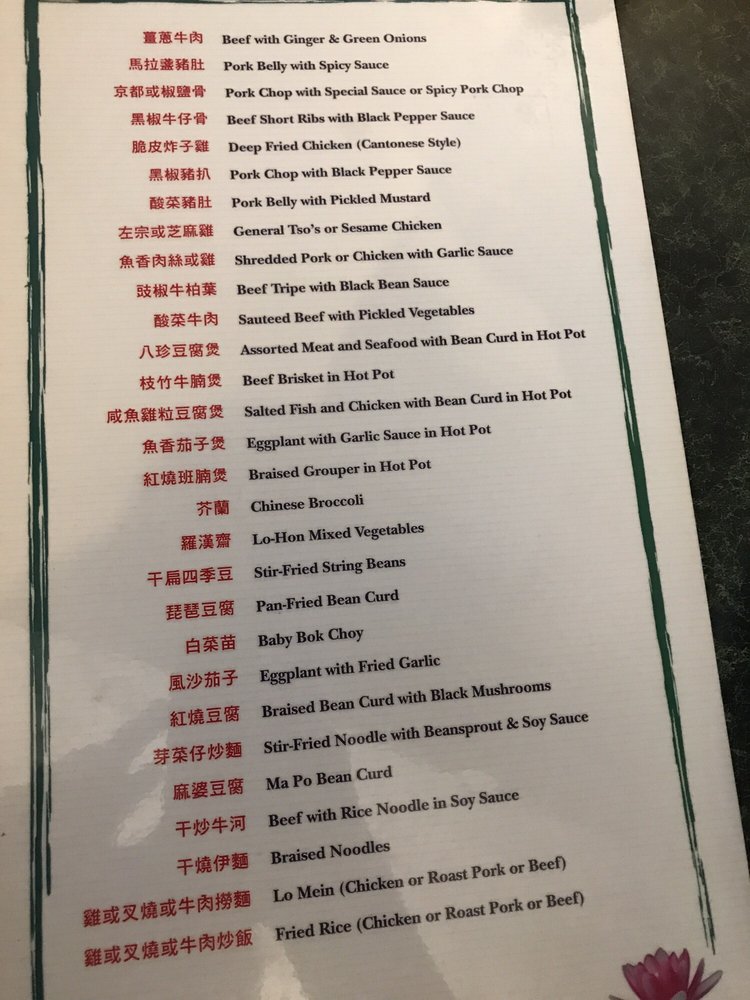 薑蔥牛肉 Beef with Ginger & Green Onions
馬拉盞豬肚 Pork Belly with Spicy Sauce
京都或椒鹽骨 Pork Chop with Special Sauce or Spicy Pork Chop
黑椒牛仔骨 Beef Short Ribs with Black Pepper Sauce
脆皮炸子雞 Deep Fried Chicken (Cantonese Style)
黑椒豬扒 Pork Chop with Black Pepper Sauce
酸菜豬肚 Pork Belly with Pickled Mustard
左宗或芝麻雞 General Tso's or Sesame Chicken
魚香肉絲或雞 Shredded Pork or Chicken with Garlic Sauce
豉椒牛柏葉 Beef Tripe with Black Bean Sauce
酸菜牛肉 Sauteed Beef with Pickled Vegetables
八珍豆腐煲 Assorted Meat and Seafood with Bean Curd in Hot Pot
枝竹牛腩煲 Beef Brisket in Hot Pot
咸魚雞粒豆腐煲 Salted Fish and Chicken with Bean Curd in Hot Pot
魚香茄子煲 Eggplant with Garlic Sauce in Hot Pot
紅燒班腩煲 Braised Grouper in Hot Pot
芥蘭 Chinese Broccoli
羅漢齋 Lo-Hon Mixed Vegetables
干扁四季豆 Stir-Fried String Beans
琵琶豆腐 Pan-Fried Bean Curd
白菜苗 Baby Bok Choy
風沙茄子 Eggplant with Fried Garlic
紅燒豆腐 Braised Bean Curd with Black Mushrooms
芽菜仔炒麵 Stir-Fried Noodle with Beansprout & Soy Sauce
麻婆豆腐 Ma Po Bean Curd
干炒牛河 Beef with Rice Noodle in Soy Sauce
干燒伊麵 Braised Noodles
雞或叉燒或牛肉撈麵 Lo Mein (Chicken or Roast Pork or Beef)
雞或叉燒或牛肉炒飯 Fried Rice (Chicken or Roast Pork or Beef)